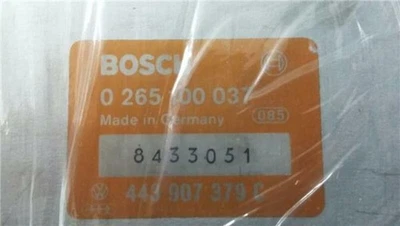 BOSCH
0 265 100 037
Made in Germany 085
8433051
443 907 379 C